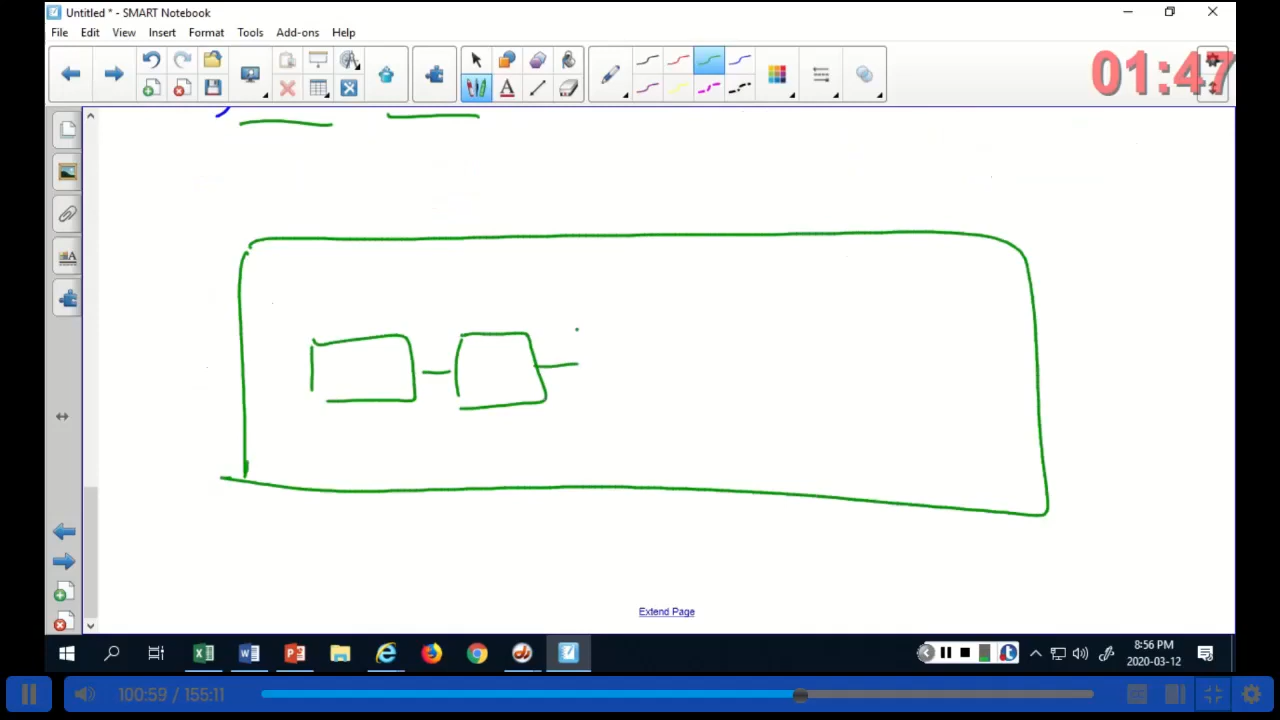 Untitled * - SMART Notebook
File Edit View Insert Format Tools Add-ons Help
01:47
Extend Page
8:56 PM
2020-03-12
100:59 / 155:11